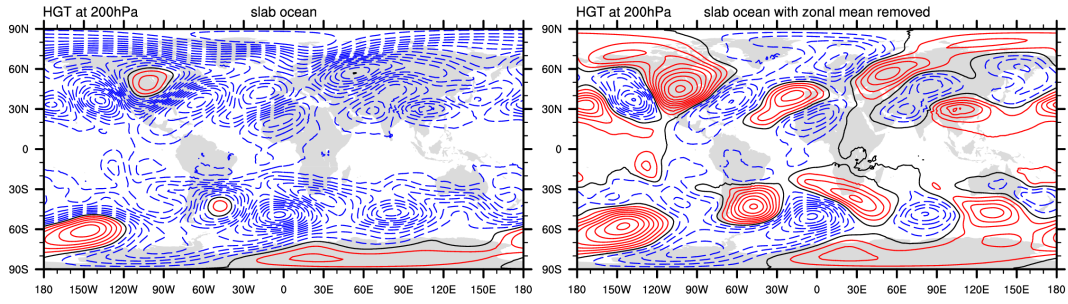 HGT at 200hPa slab ocean
90N
60N
30N
0
30S
60S
90S
180 150W 120W 90W 60W 30W 0 30E 60E 90E 120E 150E 180
HGT at 200hPa slab ocean with zonal mean removed
90N
60N
30N
0
30S
60S
90S
180 150W 120W 90W 60W 30W 0 30E 60E 90E 120E 150E 180